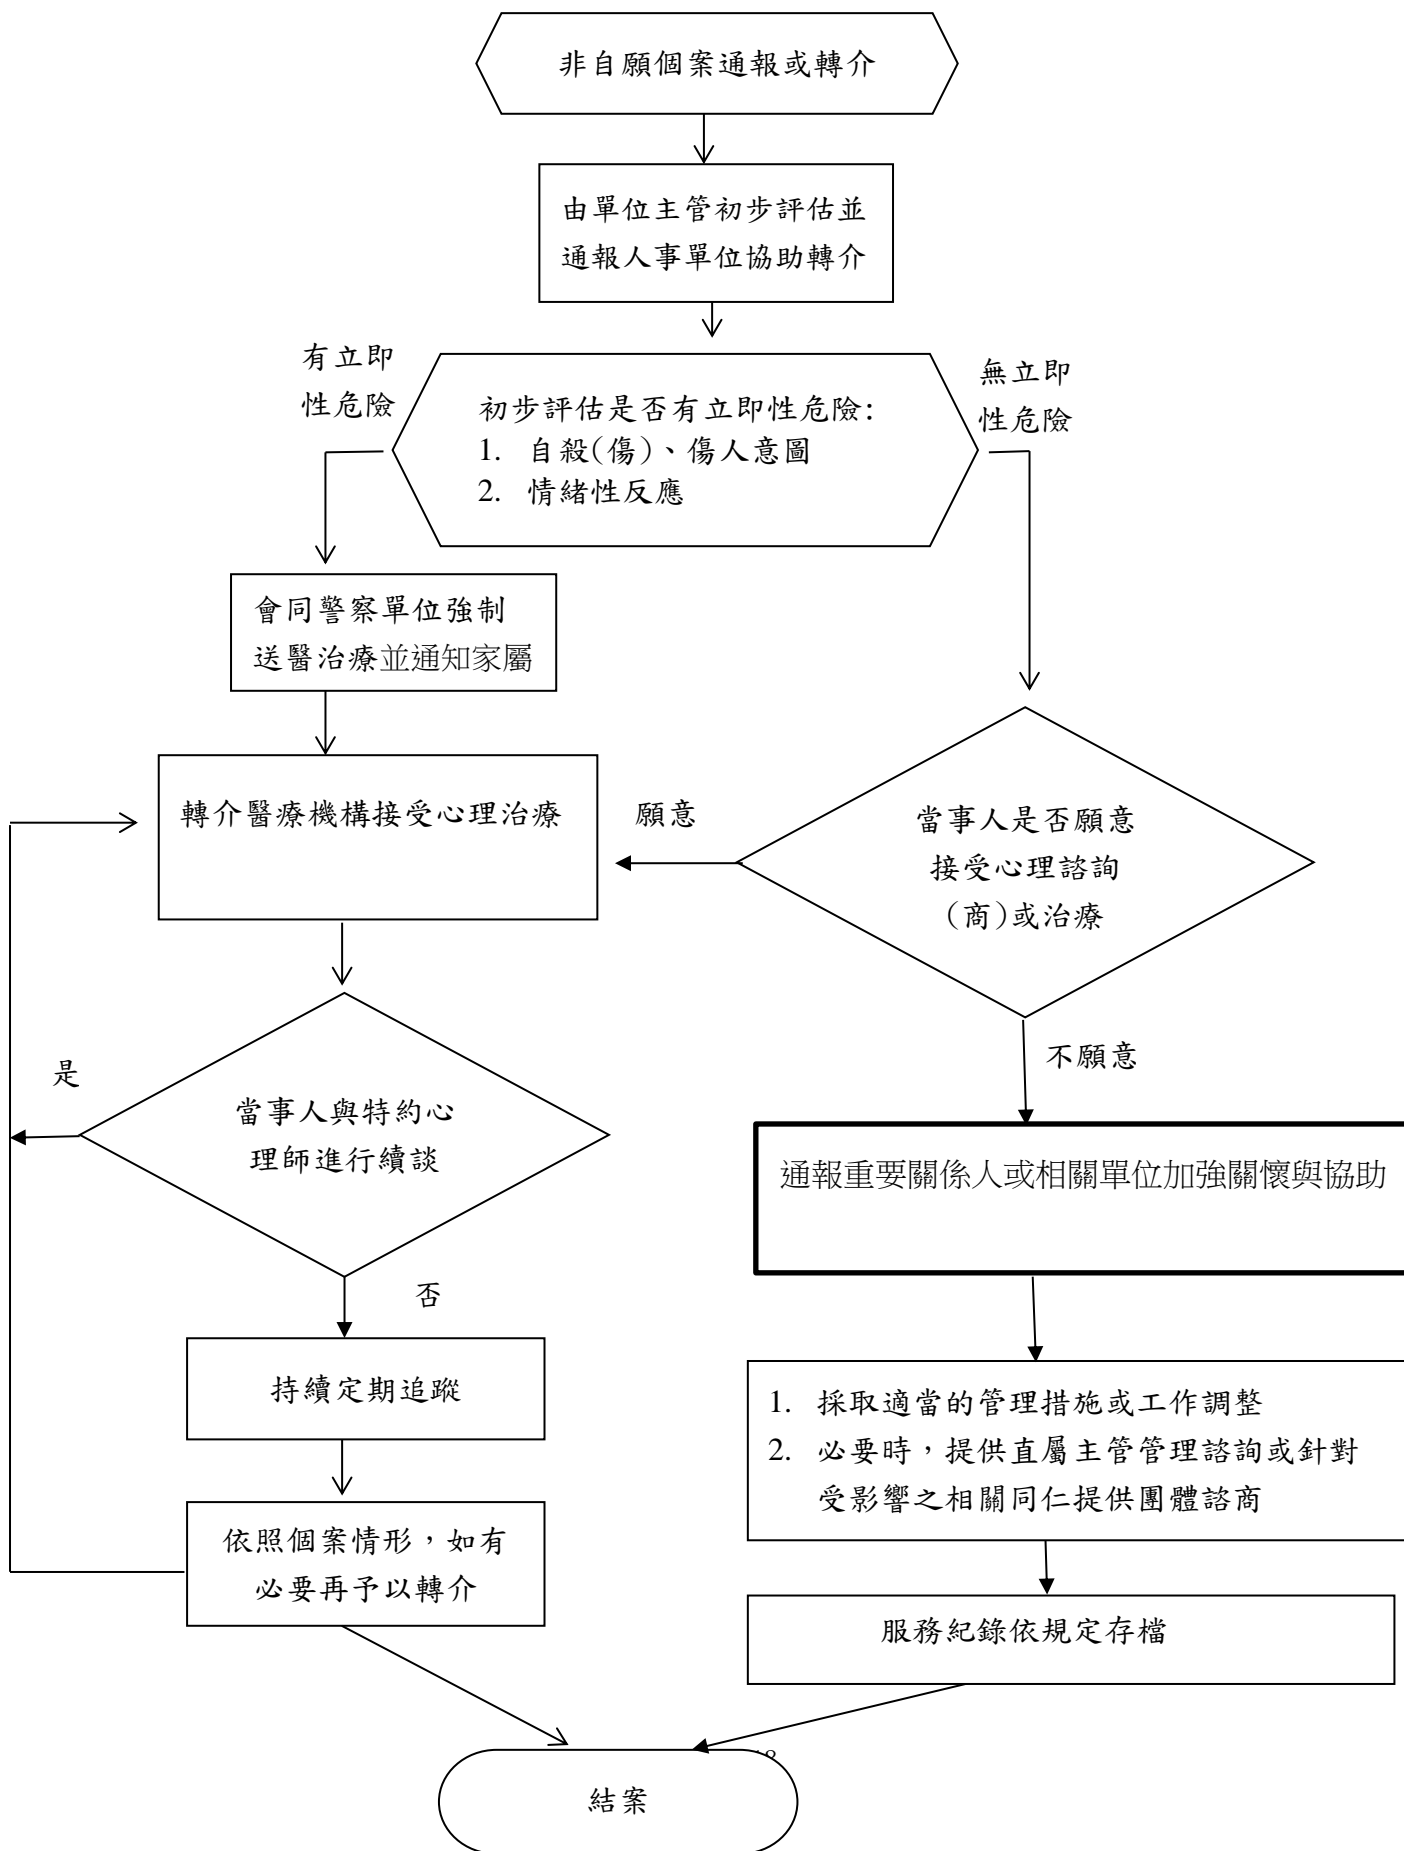 非自願個案通報或轉介
由單位主管初步評估並
通報人事單位協助轉介
有立即
性危險
無立即
性危險
初步評估是否有立即性危險:
1. 自殺(傷)、傷人意圖
2. 情緒性反應
會同警察單位強制
送醫治療並通知家屬
轉介醫療機構接受心理治療
願意
當事人是否願意
接受心理諮詢
(商)或治療
不願意
是
當事人與特約心
理師進行續談
通報重要關係人或相關單位加強關懷與協助
否
持續定期追蹤
1. 採取適當的管理措施或工作調整
2. 必要時，提供直屬主管管理諮詢或針對
受影響之相關同仁提供團體諮商
依照個案情形，如有
必要再予以轉介
服務紀錄依規定存檔
結案